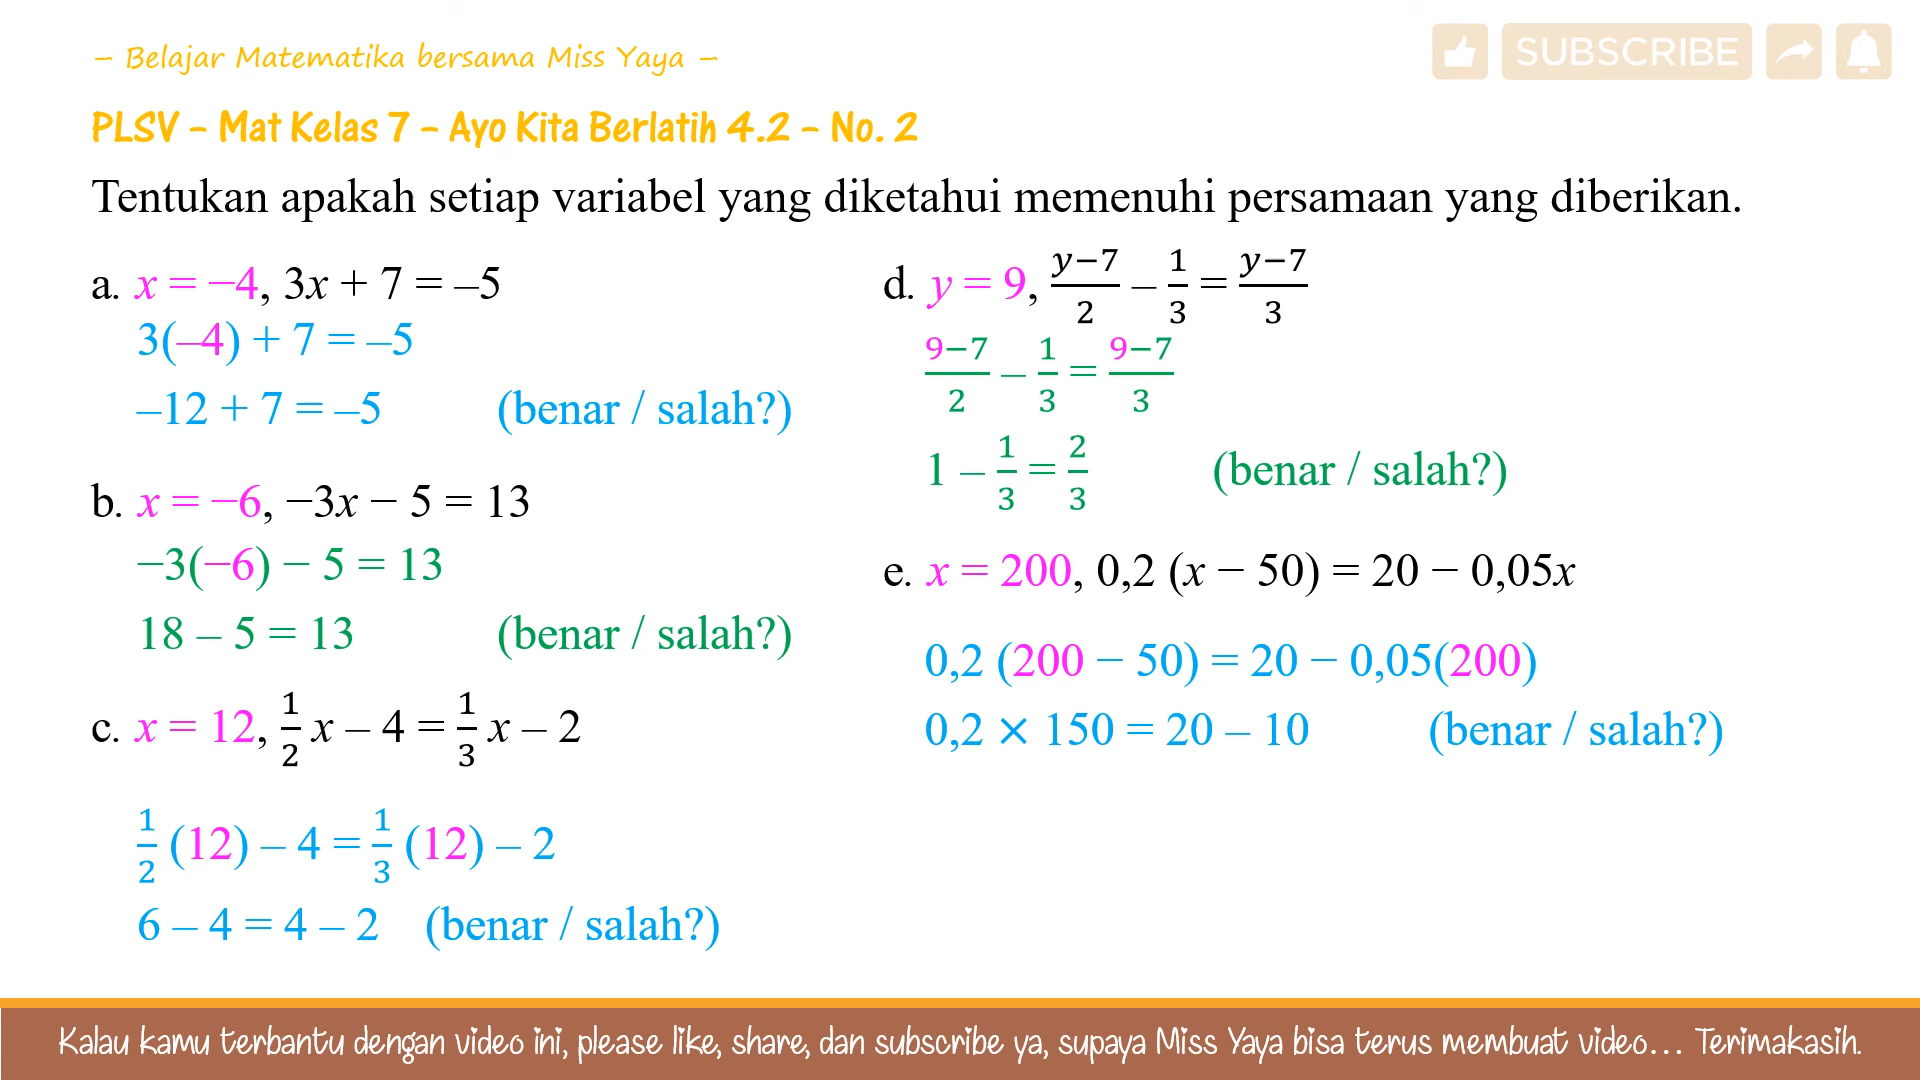 – Belajar Matematika bersama Miss Yaya –
SUBSCRIBE
PLSV – Mat Kelas 7 – Ayo Kita Berlatih 4.2 – No. 2
Tentukan apakah setiap variabel yang diketahui memenuhi persamaan yang diberikan.
a. x = −4, 3x + 7 = –5
3(–4) + 7 = –5
–12 + 7 = –5 (benar / salah?)
b. x = −6, −3x − 5 = 13
−3(−6) − 5 = 13
18 – 5 = 13 (benar / salah?)
c. x = 12, 1/2 x – 4 = 1/3 x – 2
1/2 (12) – 4 = 1/3 (12) – 2
6 – 4 = 4 – 2 (benar / salah?)
d. y = 9, y−7/2 – 1/3 = y−7/3
9−7/2 – 1/3 = 9−7/3
1 – 1/3 = 2/3 (benar / salah?)
e. x = 200, 0,2 (x − 50) = 20 − 0,05x
0,2 (200 − 50) = 20 − 0,05(200)
0,2 × 150 = 20 – 10 (benar / salah?)
Kalau kamu terbantu dengan video ini, please like, share, dan subscribe ya, supaya Miss Yaya bisa terus membuat video… Terimakasih.